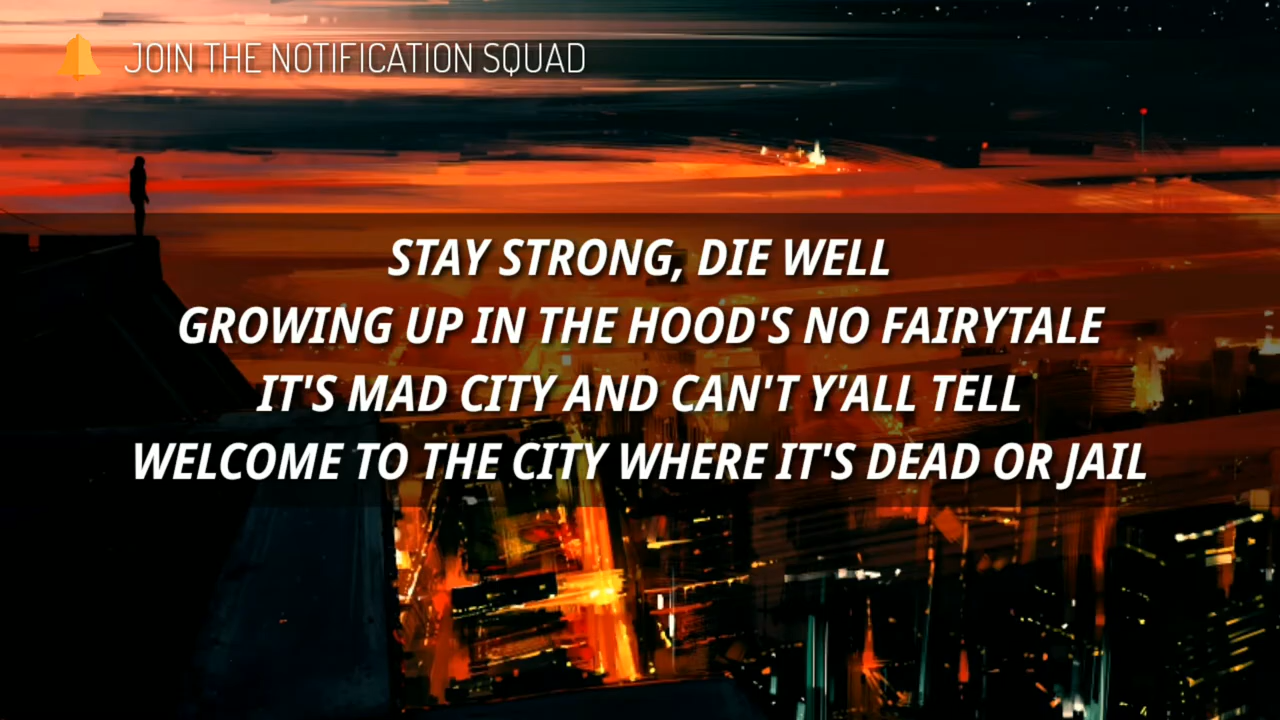 JOIN THE NOTIFICATION SQUAD
STAY STRONG, DIE WELL
GROWING UP IN THE HOOD'S NO FAIRYTALE
IT'S MAD CITY AND CAN'T Y'ALL TELL
WELCOME TO THE CITY WHERE IT'S DEAD OR JAIL